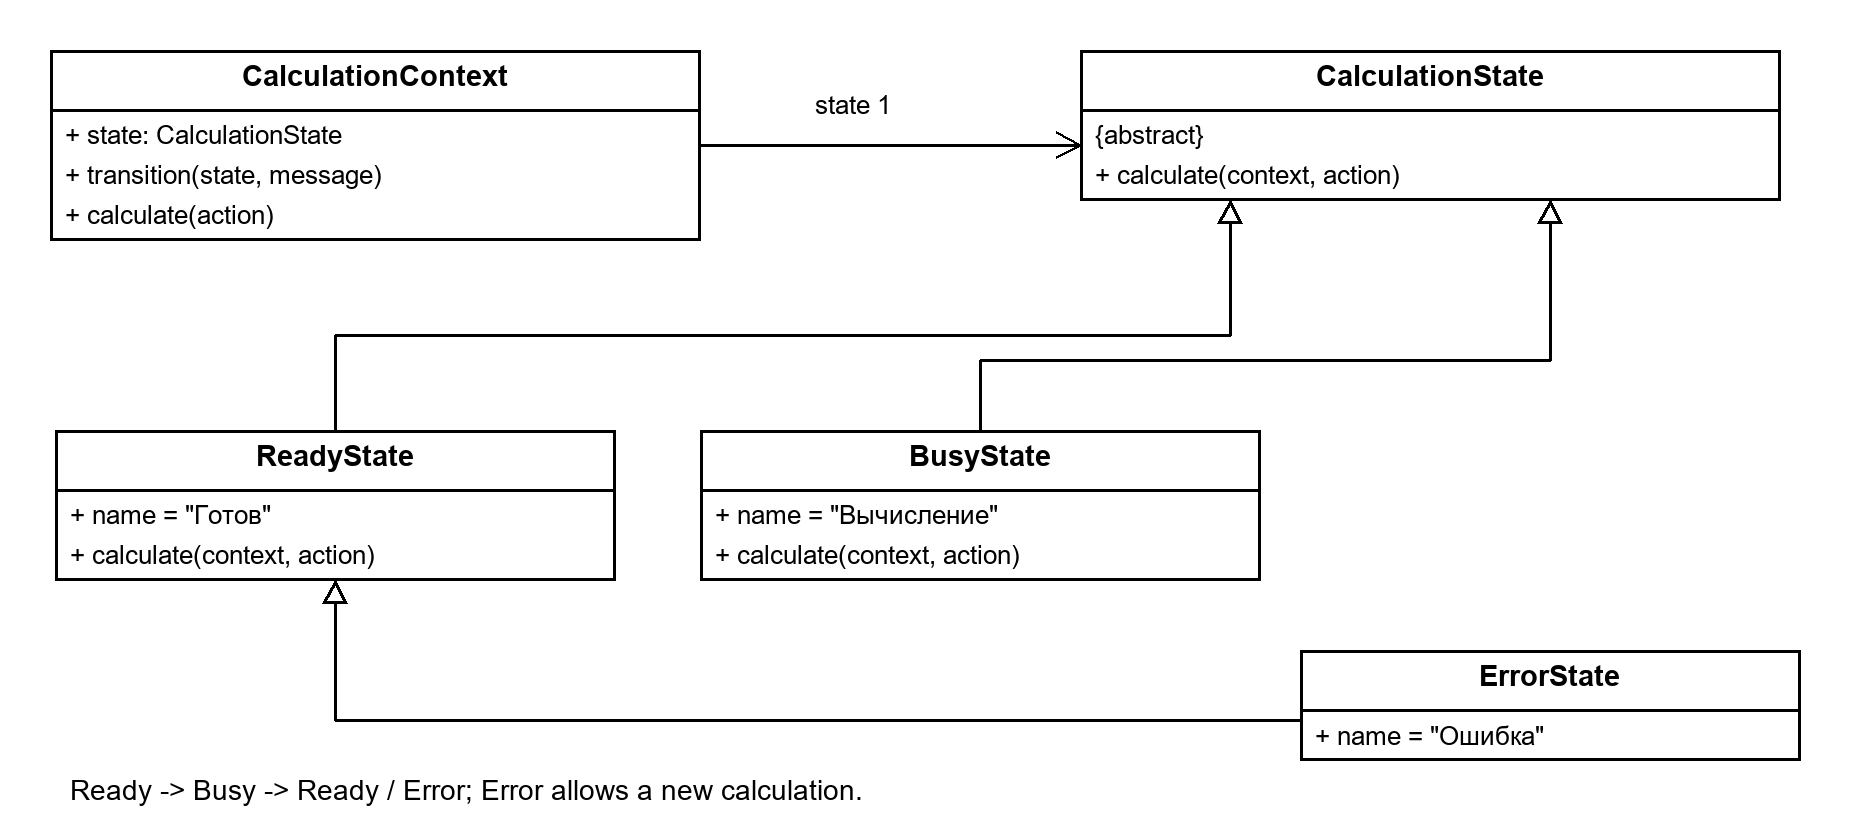 CalculationContext
+ state: CalculationState
+ transition(state, message)
+ calculate(action)
state 1
CalculationState
{abstract}
+ calculate(context, action)
ReadyState
+ name = "Готов"
+ calculate(context, action)
BusyState
+ name = "Вычисление"
+ calculate(context, action)
ErrorState
+ name = "Ошибка"
Ready -> Busy -> Ready / Error; Error allows a new calculation.